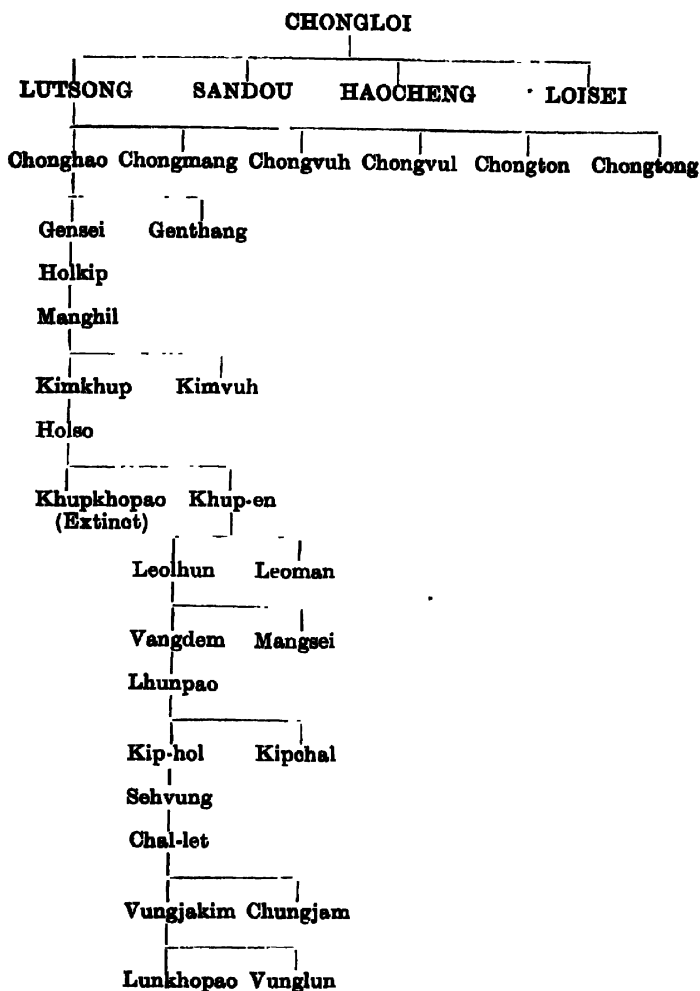 CHONGLOI
LUTSONG SANDOU HAOCHENG LOISEI
Chonghao Chongmang Chongvuh Chongvul Chongton Chongtong
Gensei Genthang
Holkip
Manghil
Kimkhup Kimvuh
Holso
Khupkhopao Khup-en
(Extinct)
Leolhun Leoman
Vangdem Mangsei
Lhunpao
Kip-hol Kipchal
Sehvung
Chal-let
Vungjakim Chungjam
Lunkhopao Vunglun